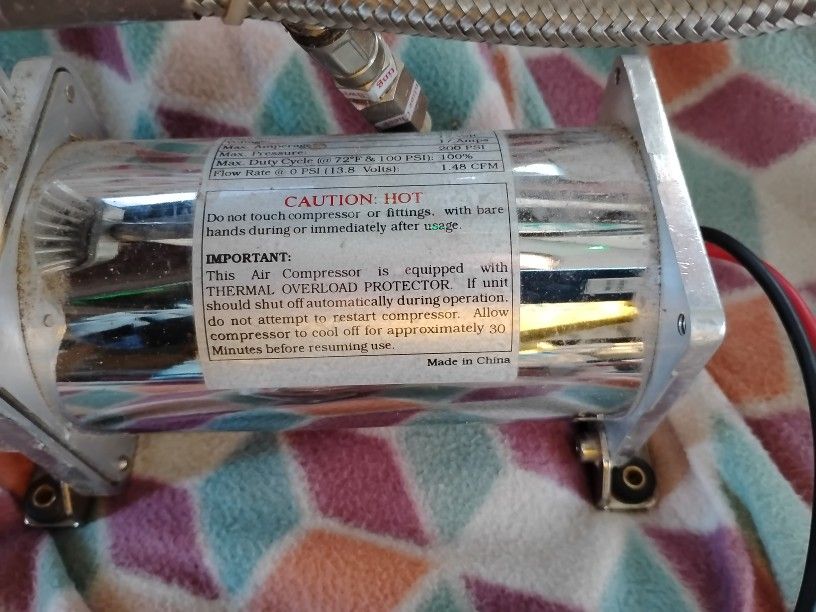 Max. Amperage 17 Amps
Max. Pressure: 200 PSI
Max. Duty Cycle (@ 72°F & 100 PSI): 100%
Flow Rate @ 0 PSI (13.8 Volts): 1.48 CFM
CAUTION: HOT
Do not touch compressor or fittings, with bare
hands during or immediately after usage.
IMPORTANT:
This Air Compressor is equipped with
THERMAL OVERLOAD PROTECTOR. If unit
should shut off automatically during operation,
do not attempt to restart compressor. Allow
compressor to cool off for approximately 30
Minutes before resuming use.
Made in China